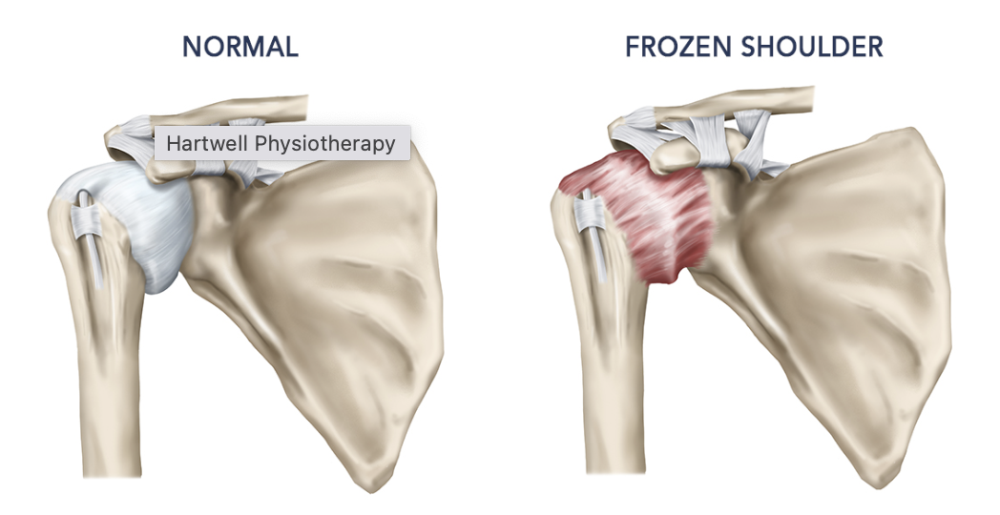 NORMAL
FROZEN SHOULDER
Hartwell Physiotherapy